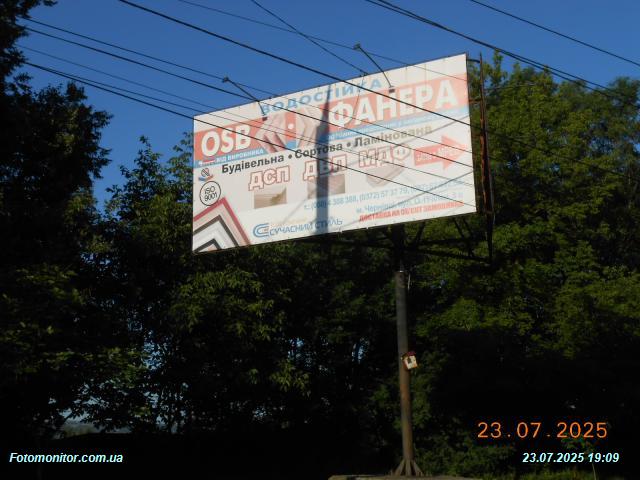 ВОДОСТІЙКА
OSB ФАНЕРА
ВІД ВИРОБНИКА
Будівельна • Сортова • Ламінована
ДСП ДВП МДФ
ISO 9001
СУЧАСНИЙ СТИЛЬ
ДОСТАВКА НА ОБ'ЄКТ ЗАМОВНИКА
23.07.2025
Fotomonitor.com.ua
23.07.2025 19:09